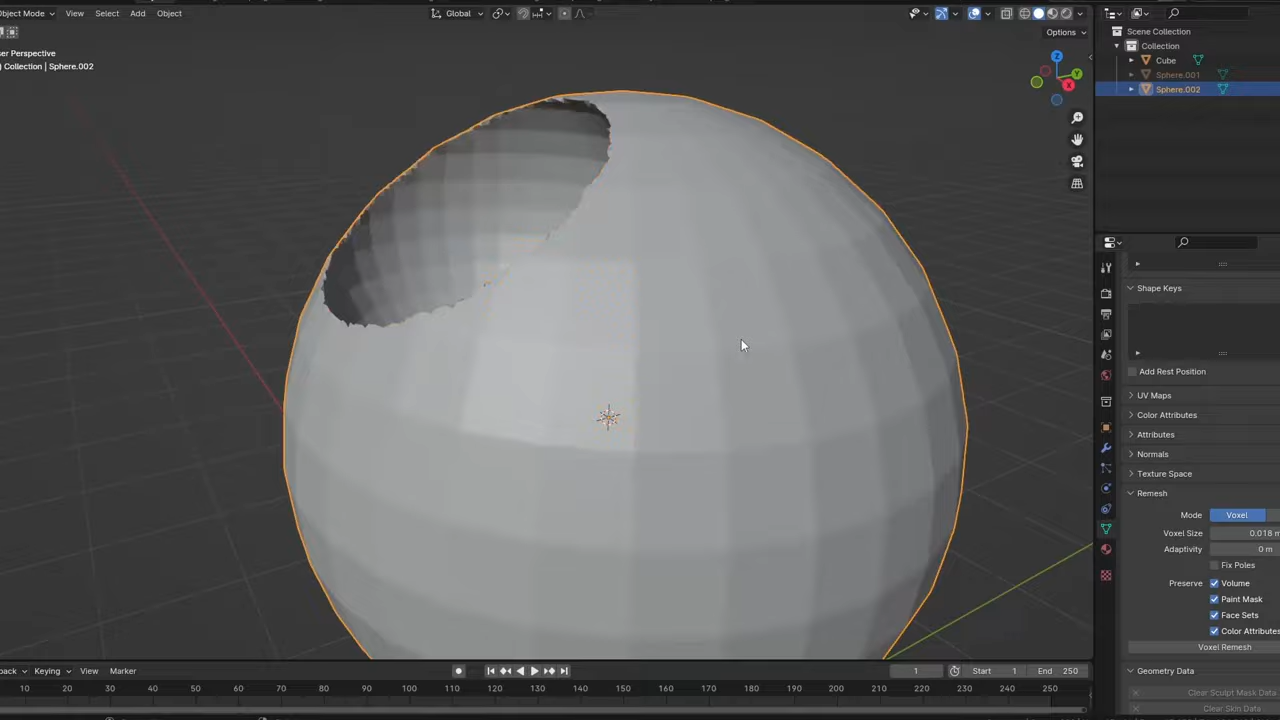 bject Mode
View
Select
Add
Object
Global
Options
ser Perspective
) Collection | Sphere.002
Scene Collection
Collection
Cube
Sphere.001
Sphere.002
Shape Keys
Add Rest Position
UV Maps
Color Attributes
Attributes
Normals
Texture Space
Remesh
Mode
Voxel
Voxel Size
0.018 m
Adaptivity
0 m
Fix Poles
Preserve
Volume
Paint Mask
Face Sets
Color Attributes
Voxel Remesh
Geometry Data
Clear Sculpt Mask Data
Clear Skin Data
back
Keying
View
Marker
1
Start 1
End 250
10 20 30 40 50 60 70 80 90 100 110 120 130 140 150 160 170 180 190 200 210 220 230 240 250